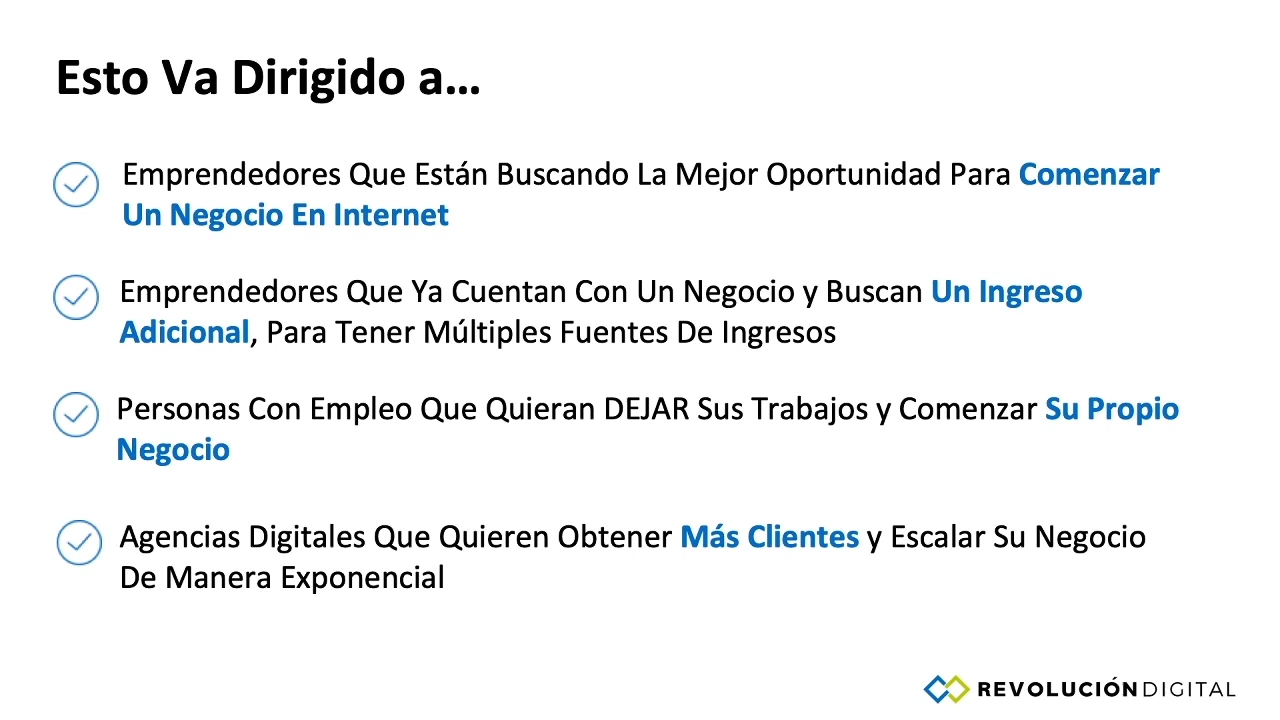 Esto Va Dirigido a...
Emprendedores Que Están Buscando La Mejor Oportunidad Para Comenzar
Un Negocio En Internet
Emprendedores Que Ya Cuentan Con Un Negocio y Buscan Un Ingreso
Adicional, Para Tener Múltiples Fuentes De Ingresos
Personas Con Empleo Que Quieran DEJAR Sus Trabajos y Comenzar Su Propio
Negocio
Agencias Digitales Que Quieren Obtener Más Clientes y Escalar Su Negocio
De Manera Exponencial
REVOLUCIÓN DIGITAL